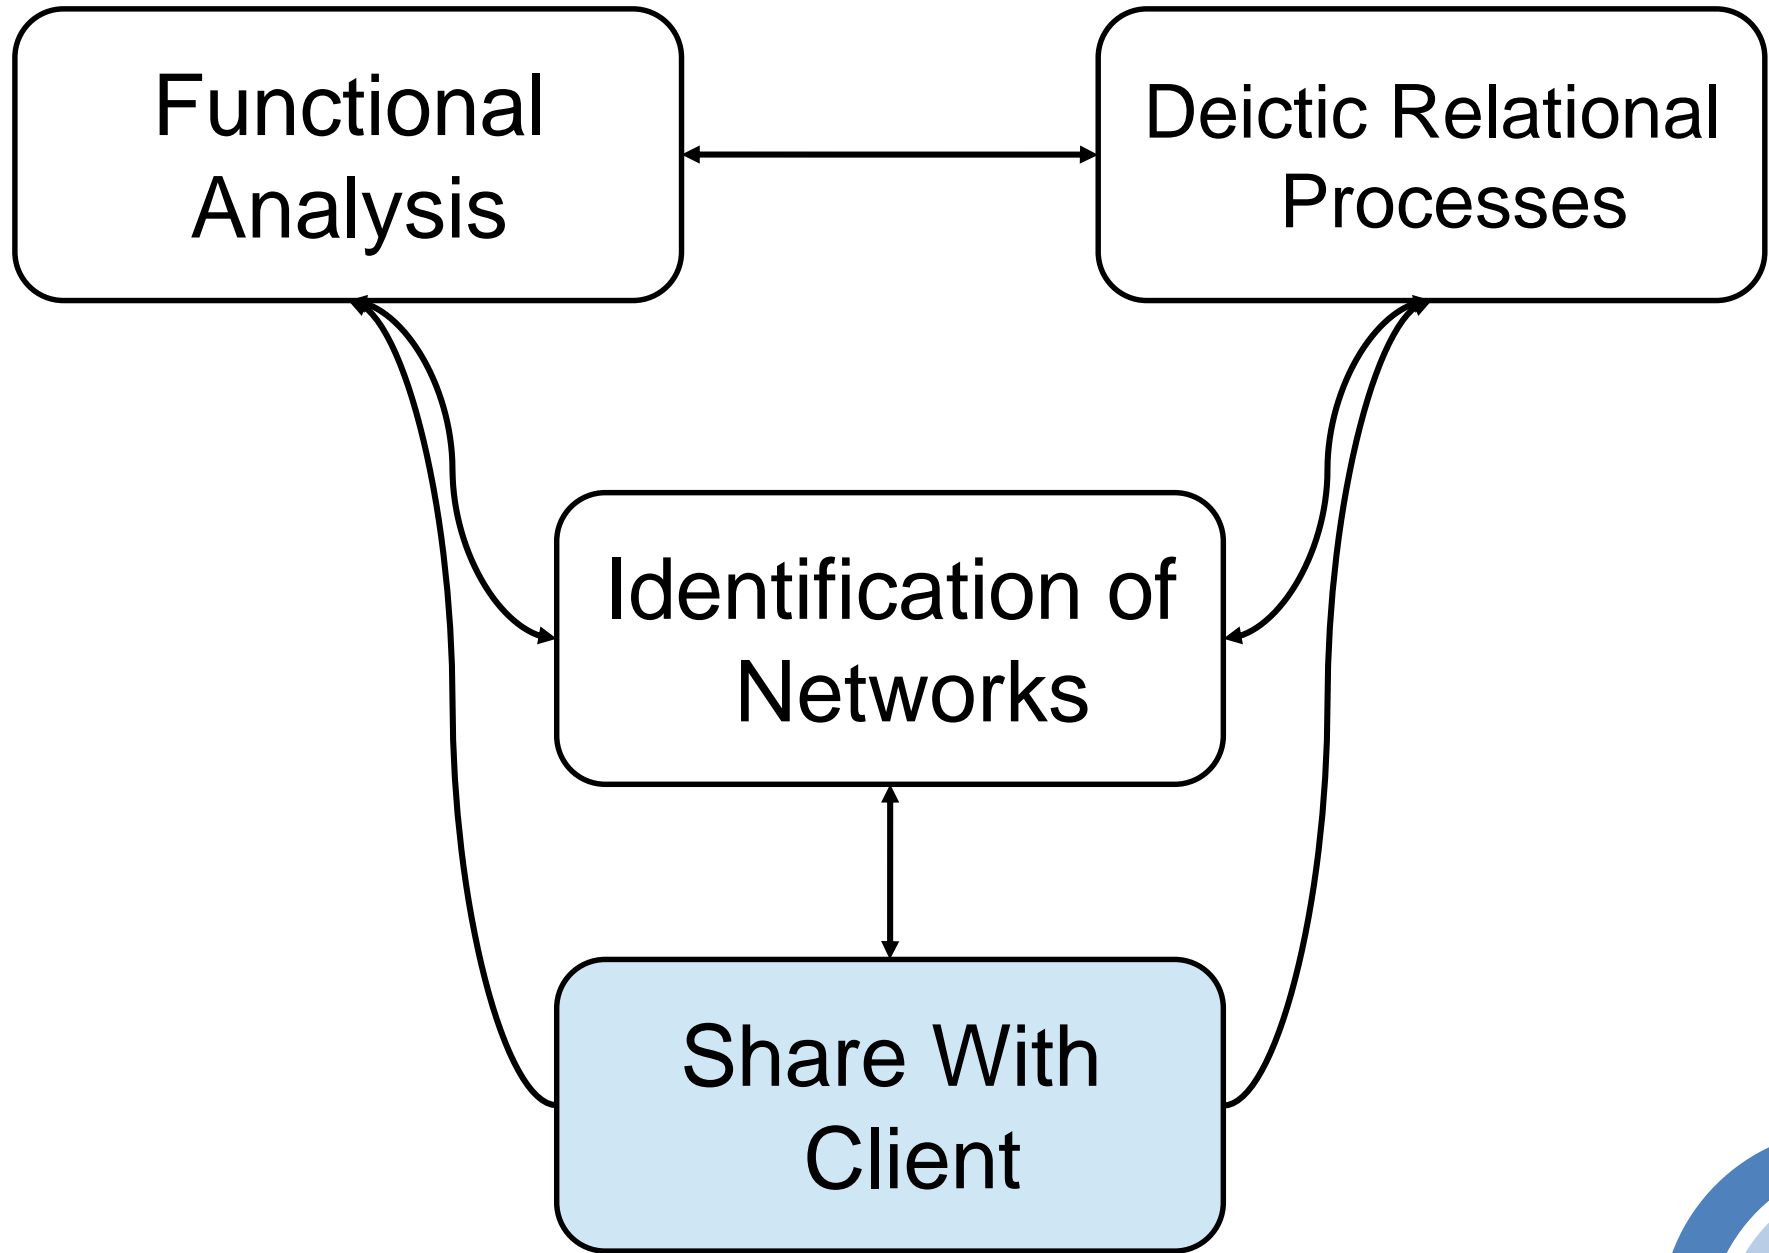 Functional
Analysis
Deictic Relational
Processes
Identification of
Networks
Share With
Client